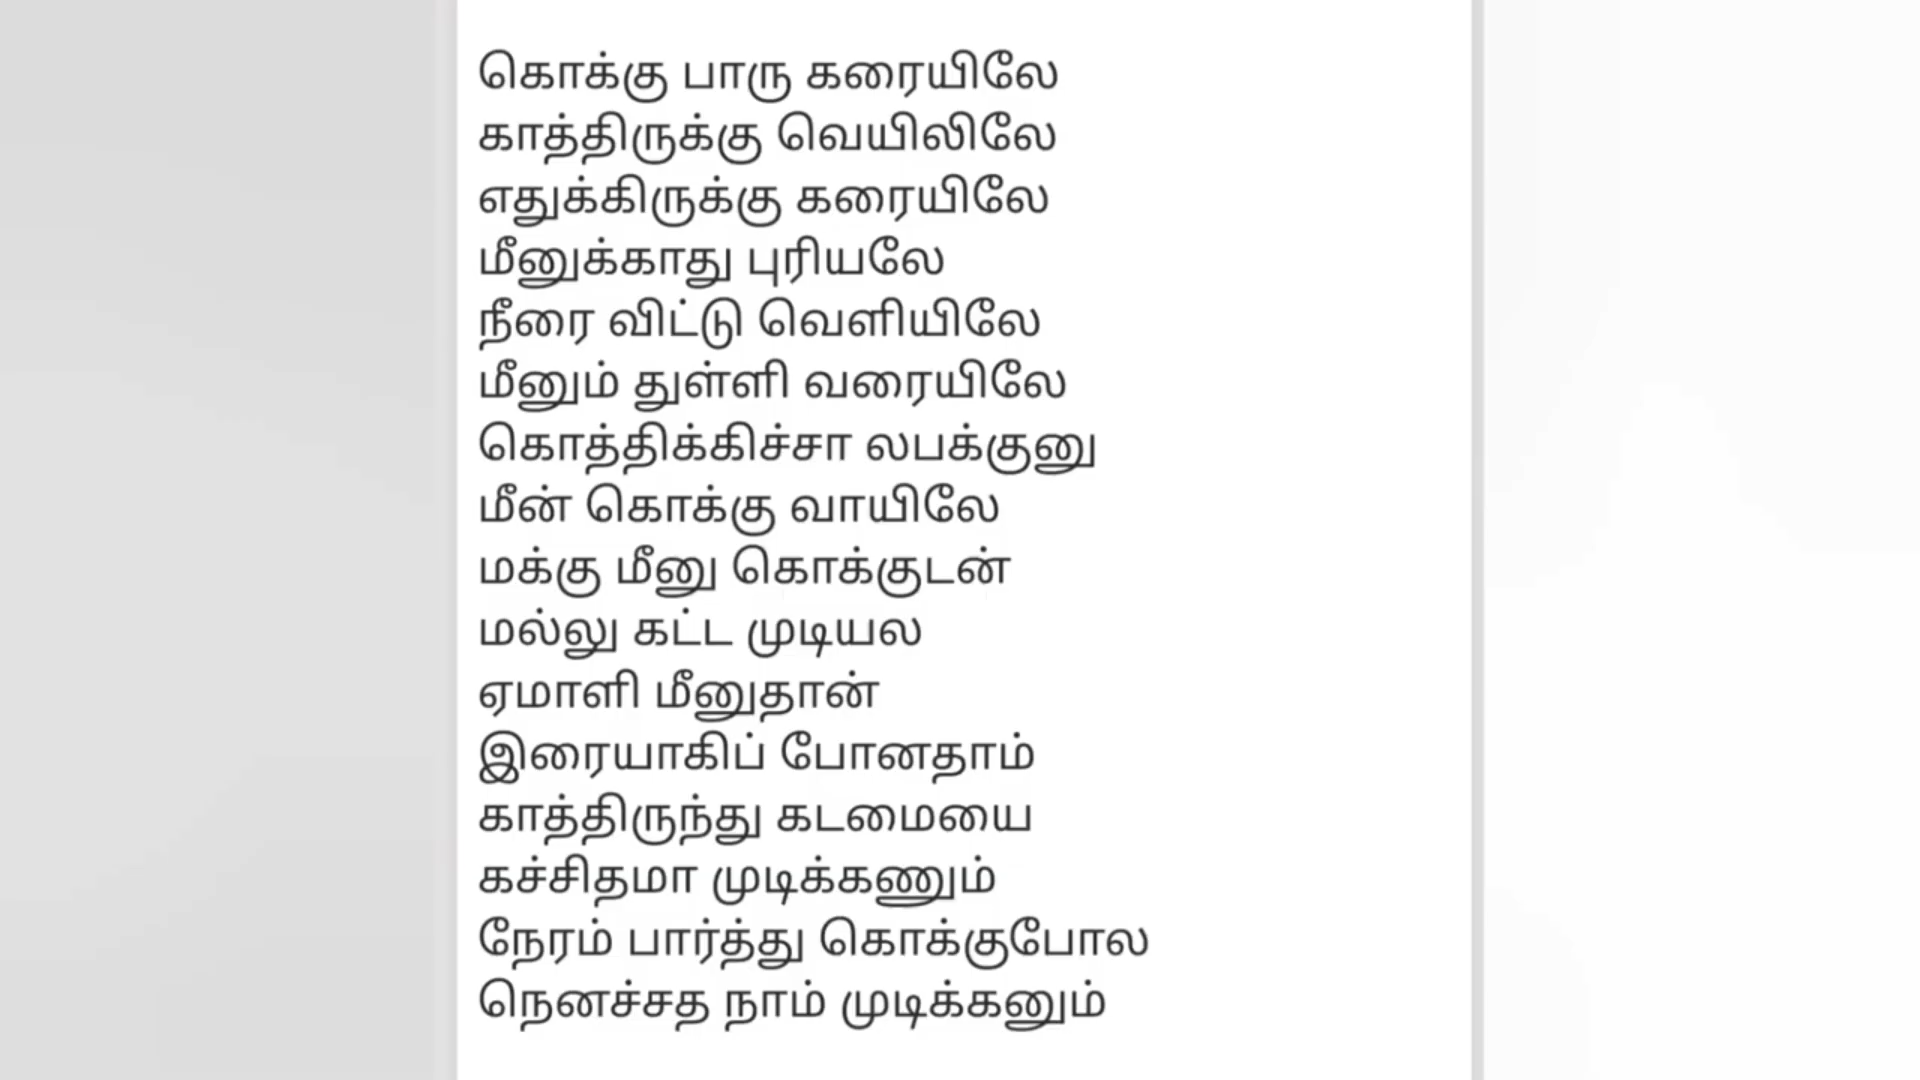 கொக்கு பாரு கரையிலே
காத்திருக்கு வெயிலிலே
எதுக்கிருக்கு கரையிலே
மீனுக்காது புரியலே
நீரை விட்டு வெளியிலே
மீனும் துள்ளி வரையிலே
கொத்திக்கிச்சா லபக்குனு
மீன் கொக்கு வாயிலே
மக்கு மீனு கொக்குடன்
மல்லு கட்ட முடியல
ஏமாளி மீனுதான்
இரையாகிப் போனதாம்
காத்திருந்து கடமையை
கச்சிதமா முடிக்கணும்
நேரம் பார்த்து கொக்குபோல
நெனச்சத நாம் முடிக்கனும்